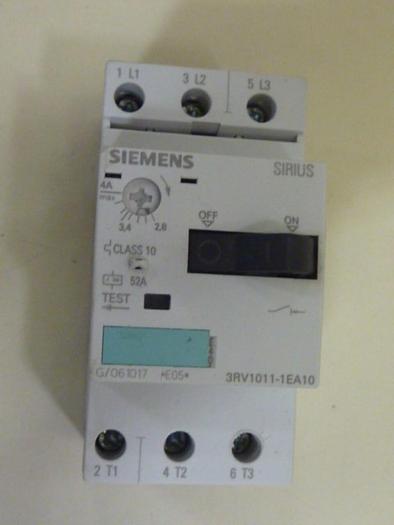 1 L1 3 L2 5 L3
SIEMENS
SIRIUS
4A
max
3,4 2,8
OFF ON
CLASS 10
52A
TEST
G/061017 *E05*
3RV1011-1EA10
2 T1 4 T2 6 T3